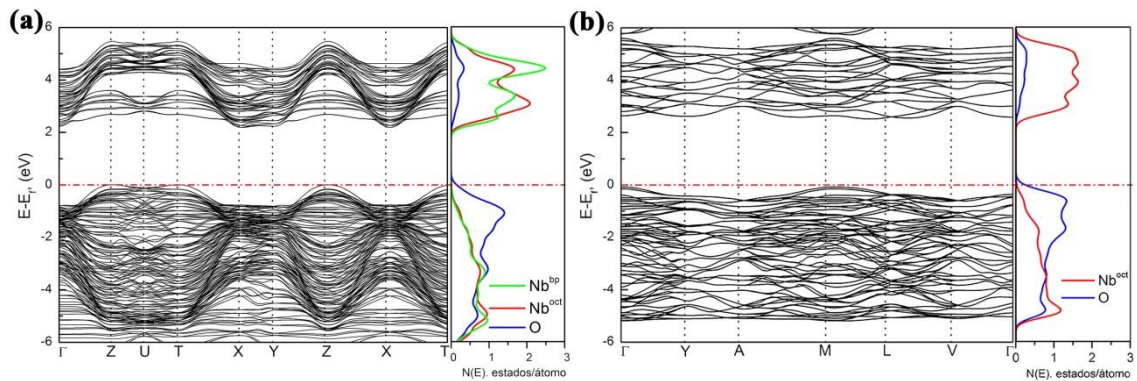 (a)
6
4
2
0
-2
-4
-6
E-E_f, (eV)
Γ Z U T X Y Z X T
Nb^bp
Nb^oct
O
0 1 2 3
N(E). estados/átomo
(b)
6
4
2
0
-2
-4
-6
E-E_f, (eV)
Γ Y A M L V Γ
Nb^oct
O
0 1 2 3
N(E). estados/átomo